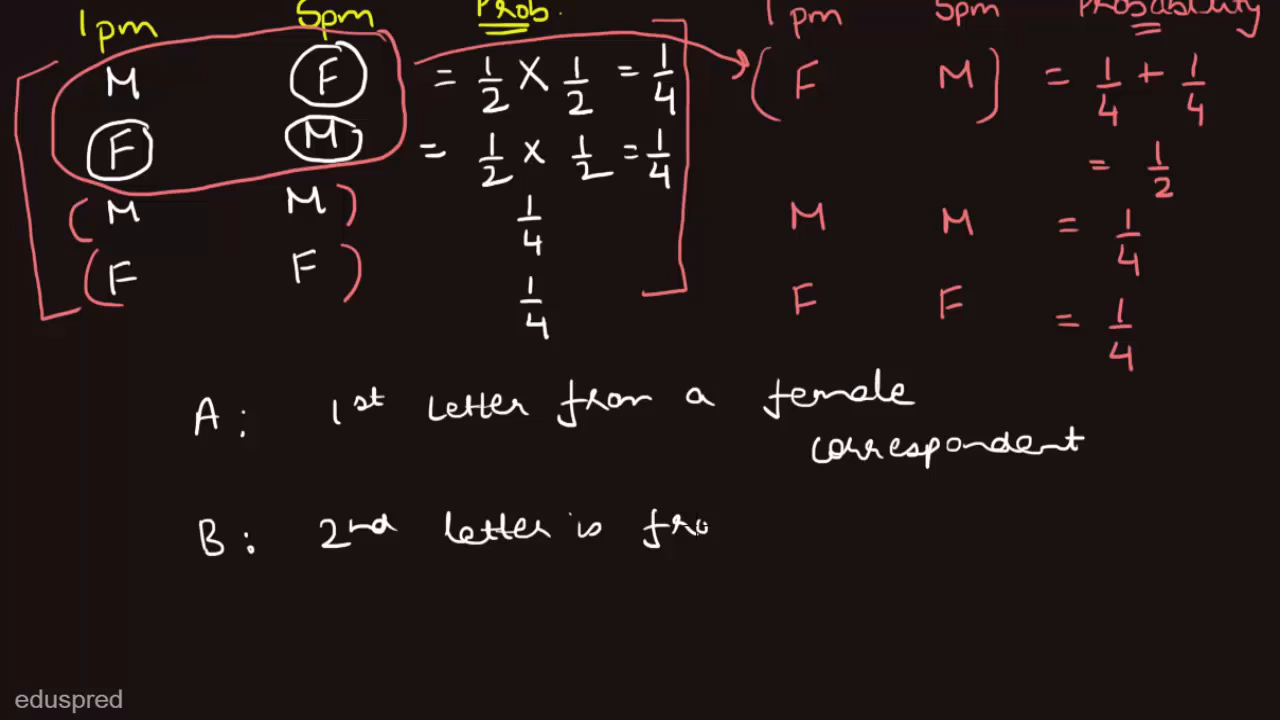 1pm 5pm Prob.
M F = 1/2 X 1/2 = 1/4
F M = 1/2 x 1/2 = 1/4
(M M) 1/4
(F F) 1/4
1pm 5pm Probability
(F M) = 1/4 + 1/4
= 1/2
M M = 1/4
F F = 1/4
A: 1st letter from a female
correspondent
B: 2nd letter is fro
eduspred